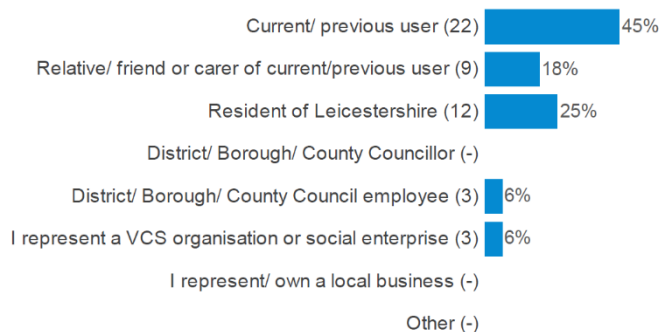 Current/ previous user (22) 45%
Relative/ friend or carer of current/previous user (9) 18%
Resident of Leicestershire (12) 25%
District/ Borough/ County Councillor (-)
District/ Borough/ County Council employee (3) 6%
I represent a VCS organisation or social enterprise (3) 6%
I represent/ own a local business (-)
Other (-)